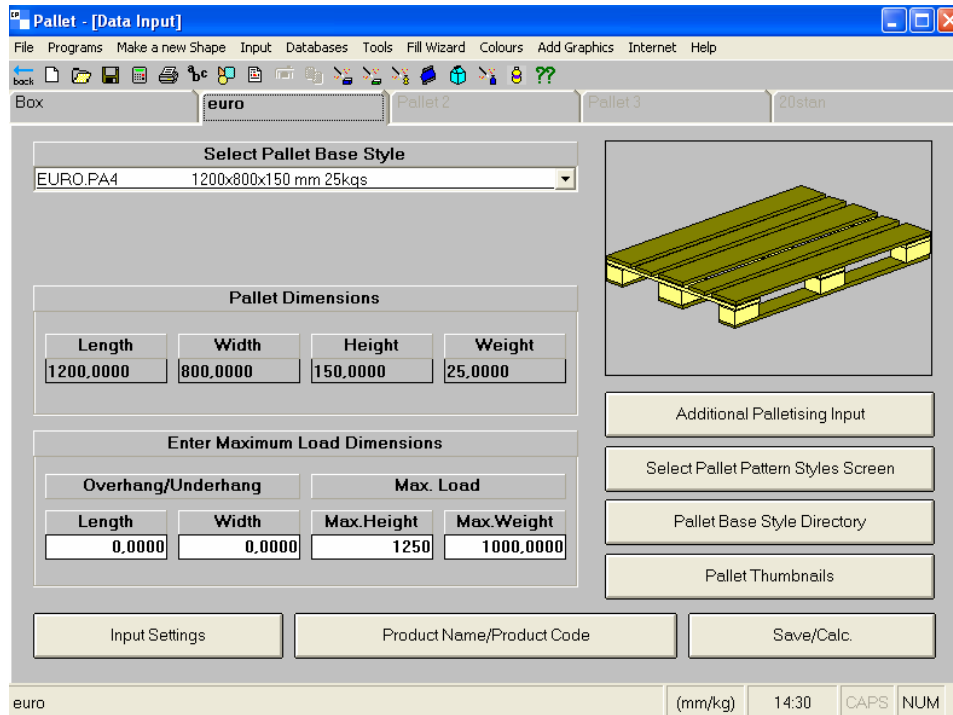 Pallet - [Data Input]
File Programs Make a new Shape Input Databases Tools Fill Wizard Colours Add Graphics Internet Help
back
Box euro Pallet 2 Pallet 3 20stan
Select Pallet Base Style
EURO.PA4 1200x800x150 mm 25kgs
Pallet Dimensions
Length Width Height Weight
1200,0000 800,0000 150,0000 25,0000
Enter Maximum Load Dimensions
Overhang/Underhang Max. Load
Length Width Max.Height Max.Weight
0,0000 0,0000 1250 1000,0000
Additional Palletising Input
Select Pallet Pattern Styles Screen
Pallet Base Style Directory
Pallet Thumbnails
Input Settings Product Name/Product Code Save/Calc.
euro (mm/kg) 14:30 CAPS NUM